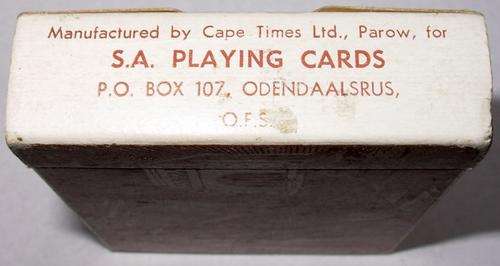 Manufactured by Cape Times Ltd., Parow, for
S.A. PLAYING CARDS
P.O. BOX 107, ODENDAALSRUS,
O.F.S.